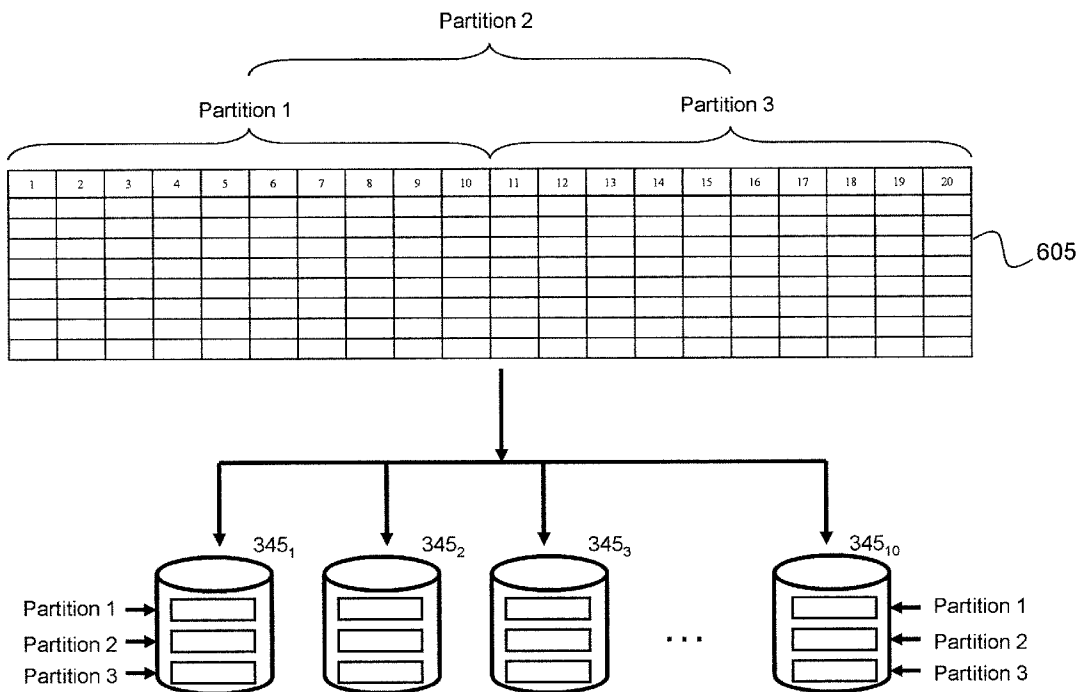 Partition 2
Partition 1
Partition 3
1 2 3 4 5 6 7 8 9 10 11 12 13 14 15 16 17 18 19 20
605
345₁ 345₂ 345₃ 345₁₀
Partition 1 Partition 1
Partition 2 ... Partition 2
Partition 3 Partition 3